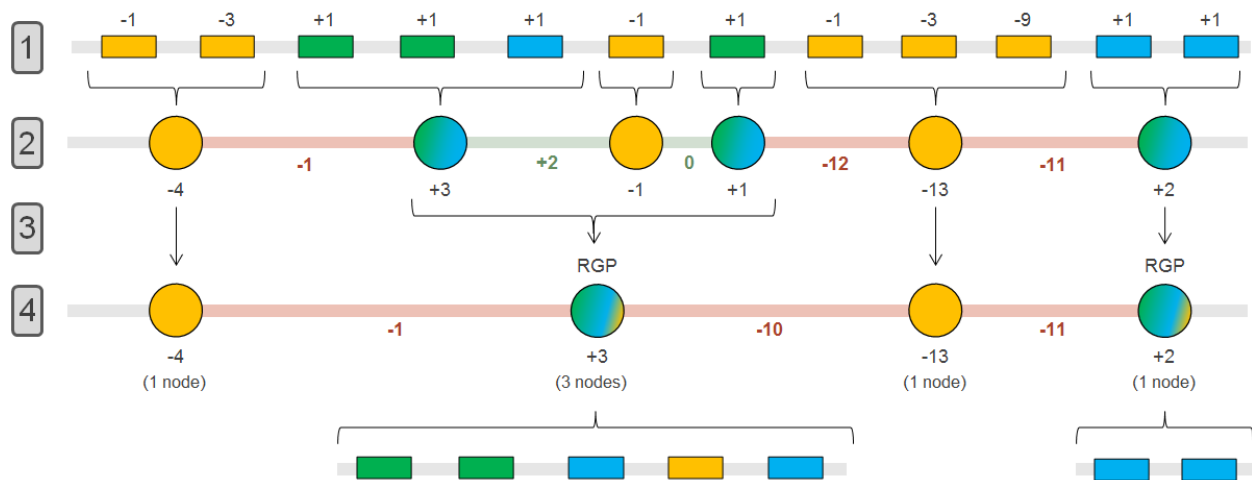 -1 -3 +1 +1 +1 -1 +1 -1 -3 -9 +1 +1
1
2
-1 +2 0 -12 -11
-4 +3 -1 +1 -13 +2
3
RGP RGP
4
-1 -10 -11
-4 +3 -13 +2
(1 node) (3 nodes) (1 node) (1 node)